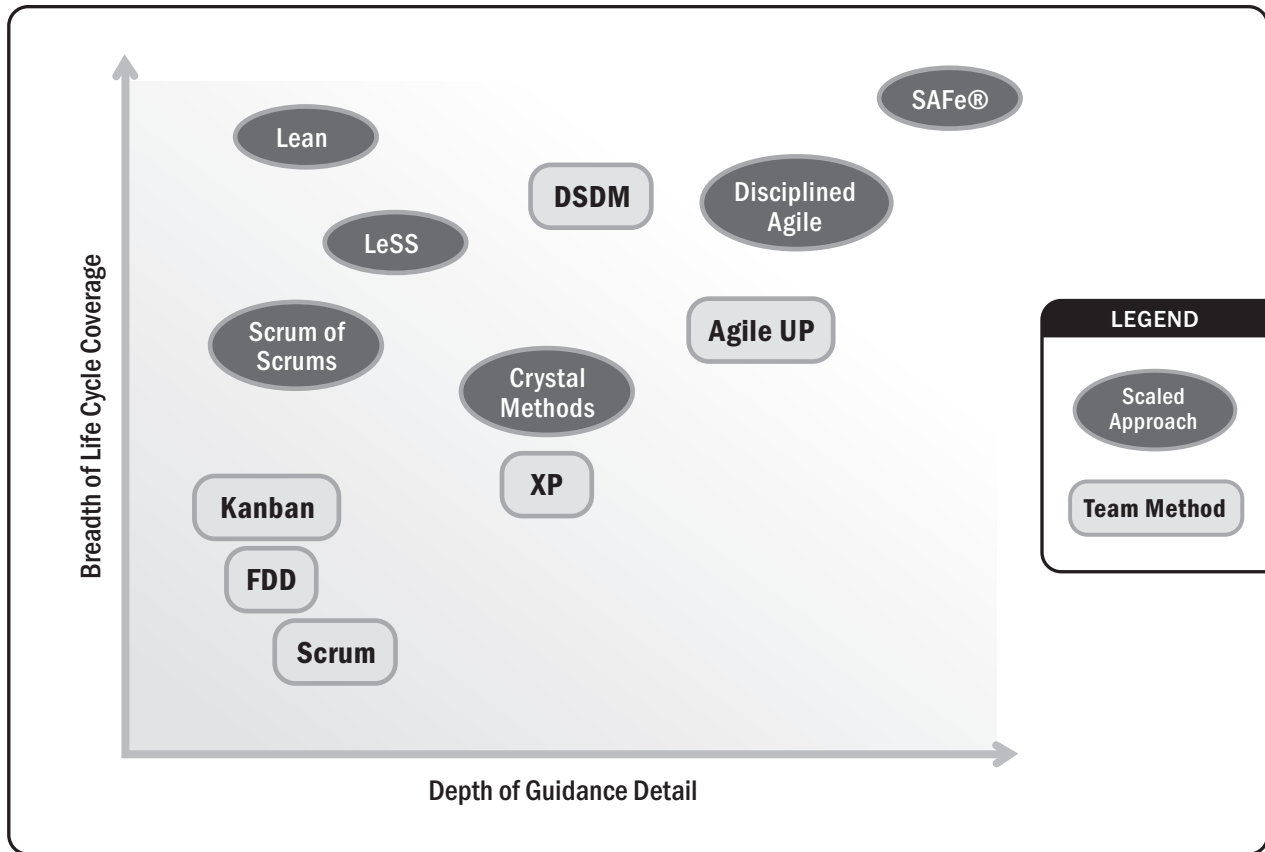 SAFe®
Lean
DSDM
Disciplined
Agile
LeSS
Scrum of
Scrums
Agile UP
Crystal
Methods
XP
Kanban
FDD
Scrum
Breadth of Life Cycle Coverage
Depth of Guidance Detail
LEGEND
Scaled
Approach
Team Method